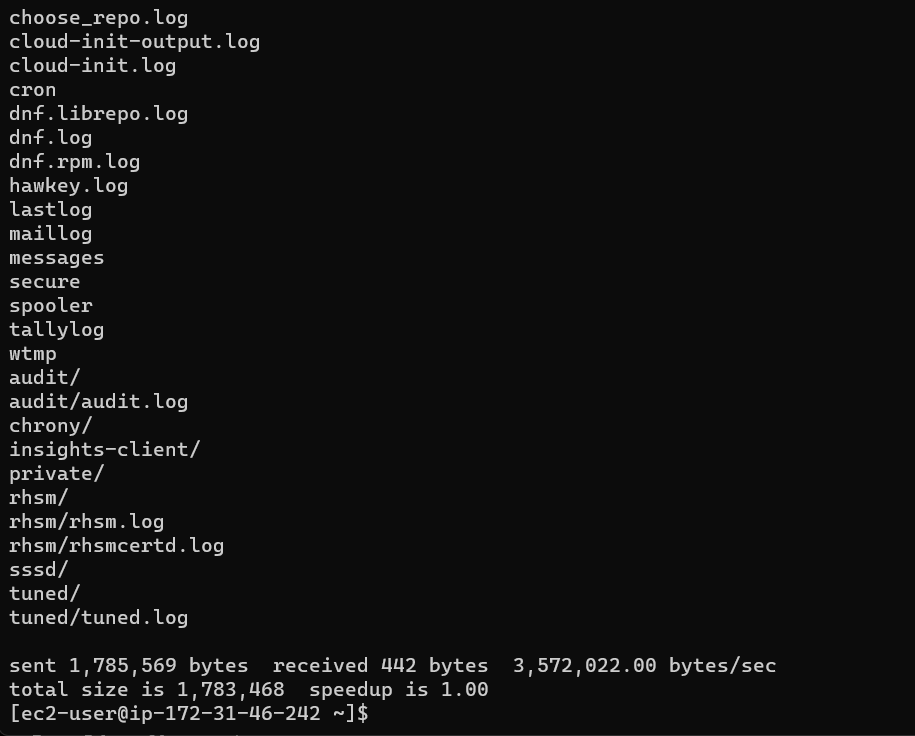 choose_repo.log
cloud-init-output.log
cloud-init.log
cron
dnf.librepo.log
dnf.log
dnf.rpm.log
hawkey.log
lastlog
maillog
messages
secure
spooler
tallylog
wtmp
audit/
audit/audit.log
chrony/
insights-client/
private/
rhsm/
rhsm/rhsm.log
rhsm/rhsmcertd.log
sssd/
tuned/
tuned/tuned.log

sent 1,785,569 bytes  received 442 bytes  3,572,022.00 bytes/sec
total size is 1,783,468  speedup is 1.00
[ec2-user@ip-172-31-46-242 ~]$